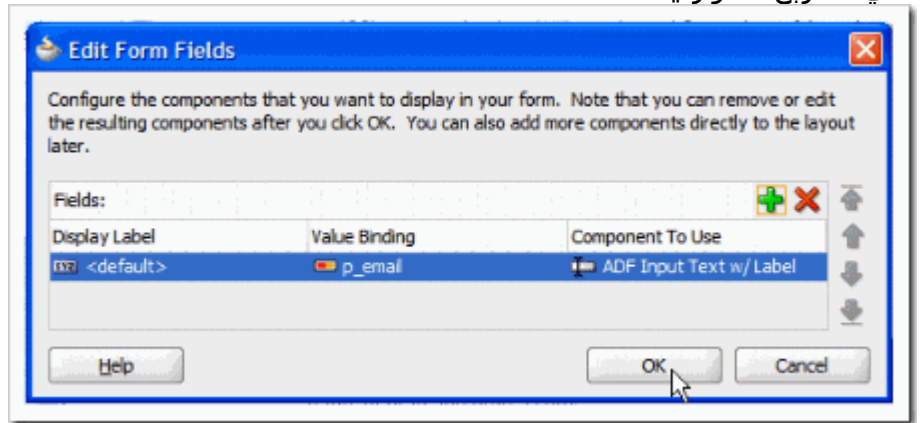 Edit Form Fields
Configure the components that you want to display in your form. Note that you can remove or edit
the resulting components after you click OK. You can also add more components directly to the layout
later.
Fields:
Display Label Value Binding Component To Use
<default> p_email ADF Input Text w/ Label
Help OK Cancel